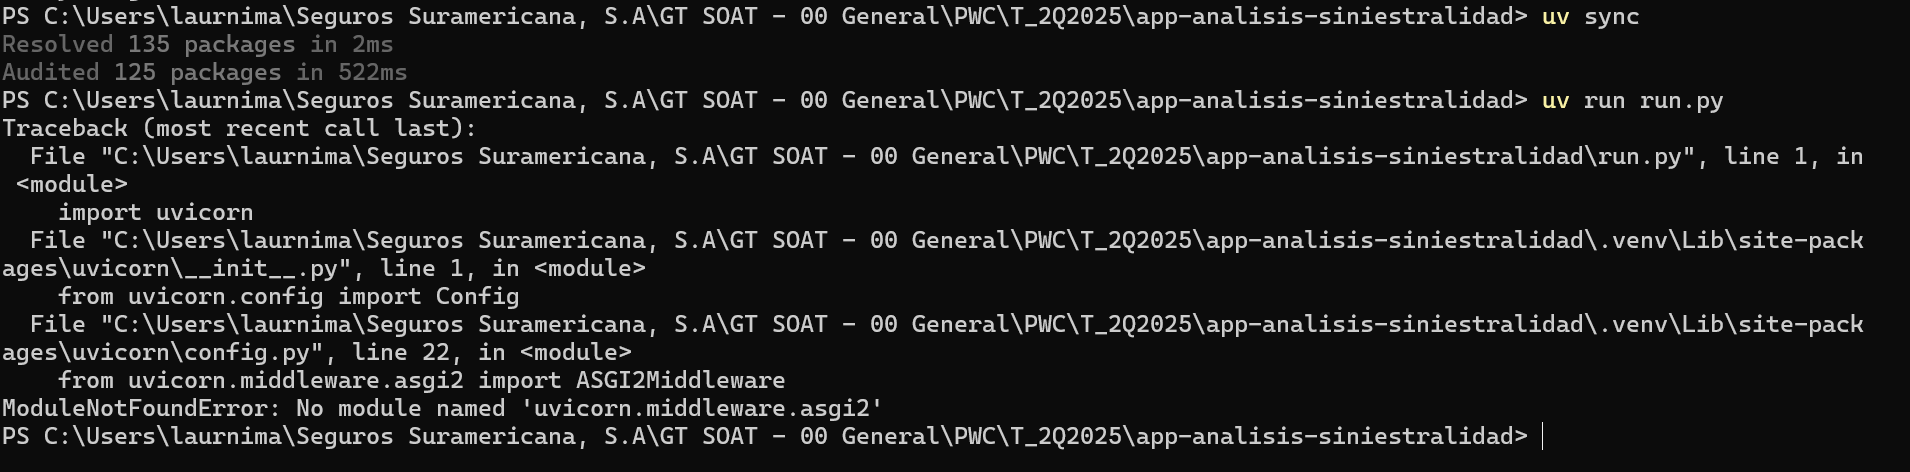 PS C:\Users\laurnima\Seguros Suramericana, S.A\GT SOAT - 00 General\PWC\T_2Q2025\app-analisis-siniestralidad> uv sync
Resolved 135 packages in 2ms
Audited 125 packages in 522ms
PS C:\Users\laurnima\Seguros Suramericana, S.A\GT SOAT - 00 General\PWC\T_2Q2025\app-analisis-siniestralidad> uv run run.py
Traceback (most recent call last):
  File "C:\Users\laurnima\Seguros Suramericana, S.A\GT SOAT - 00 General\PWC\T_2Q2025\app-analisis-siniestralidad\run.py", line 1, in
 <module>
    import uvicorn
  File "C:\Users\laurnima\Seguros Suramericana, S.A\GT SOAT - 00 General\PWC\T_2Q2025\app-analisis-siniestralidad\.venv\Lib\site-pack
ages\uvicorn\__init__.py", line 1, in <module>
    from uvicorn.config import Config
  File "C:\Users\laurnima\Seguros Suramericana, S.A\GT SOAT - 00 General\PWC\T_2Q2025\app-analisis-siniestralidad\.venv\Lib\site-pack
ages\uvicorn\config.py", line 22, in <module>
    from uvicorn.middleware.asgi2 import ASGI2Middleware
ModuleNotFoundError: No module named 'uvicorn.middleware.asgi2'
PS C:\Users\laurnima\Seguros Suramericana, S.A\GT SOAT - 00 General\PWC\T_2Q2025\app-analisis-siniestralidad>